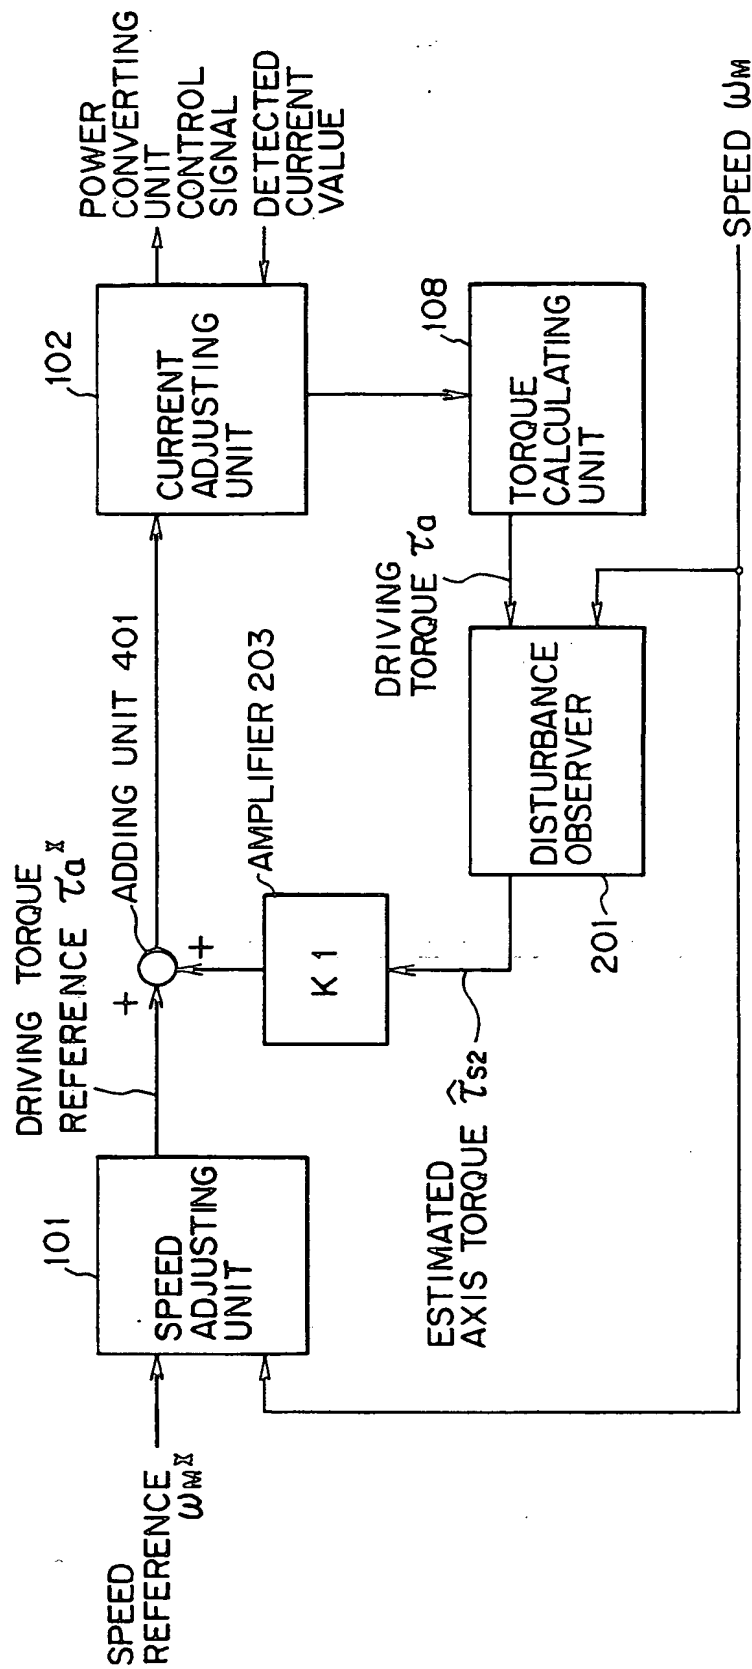 SPEED
REFERENCE
ωM*
101
SPEED
ADJUSTING
UNIT
DRIVING TORQUE
REFERENCE τa*
+
ADDING UNIT 401
+
AMPLIFIER 203
K1
102
CURRENT
ADJUSTING
UNIT
POWER
CONVERTING
UNIT
CONTROL
SIGNAL
DETECTED
CURRENT
VALUE
108
TORQUE
CALCULATING
UNIT
DRIVING
TORQUE τa
DISTURBANCE
OBSERVER
201
ESTIMATED
AXIS TORQUE τ̂S2
SPEED ωM